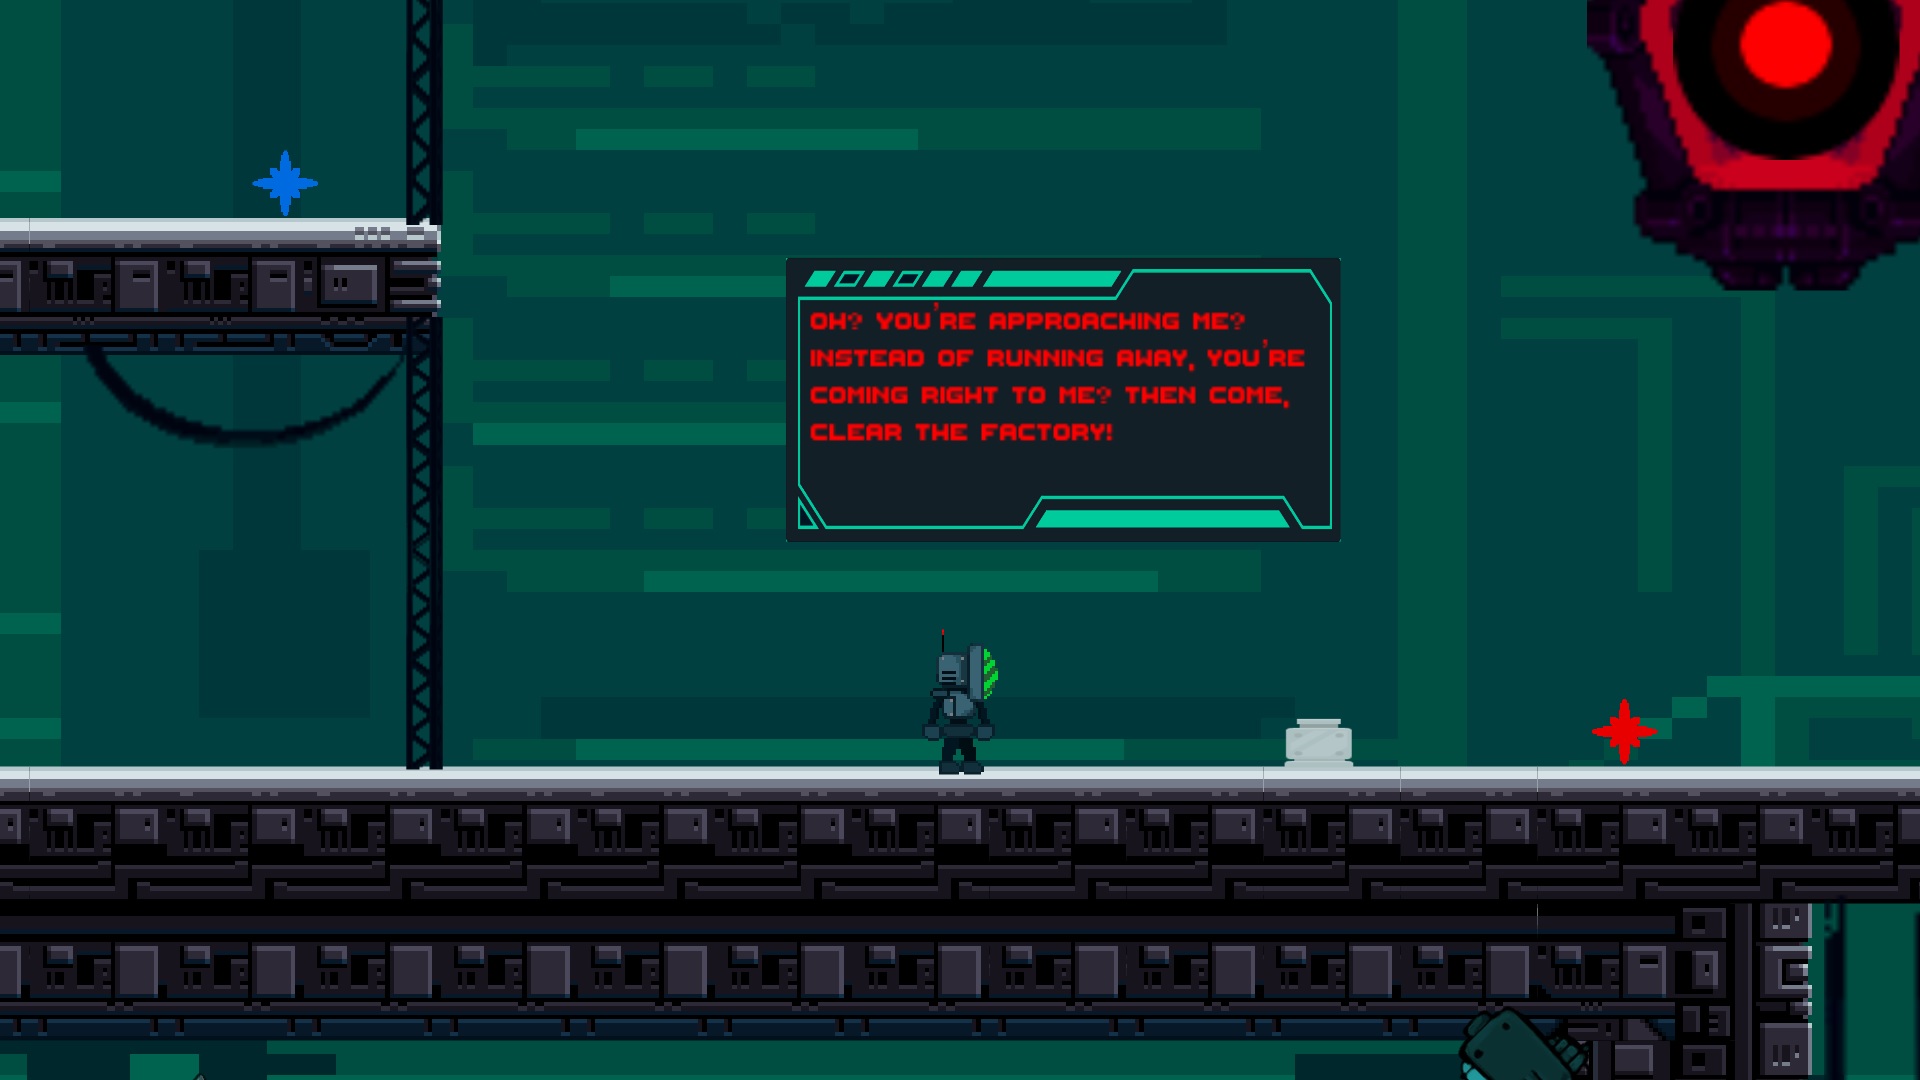 OH? YOU'RE APPROACHING ME?
INSTEAD OF RUNNING AWAY, YOU'RE
COMING RIGHT TO ME? THEN COME,
CLEAR THE FACTORY!